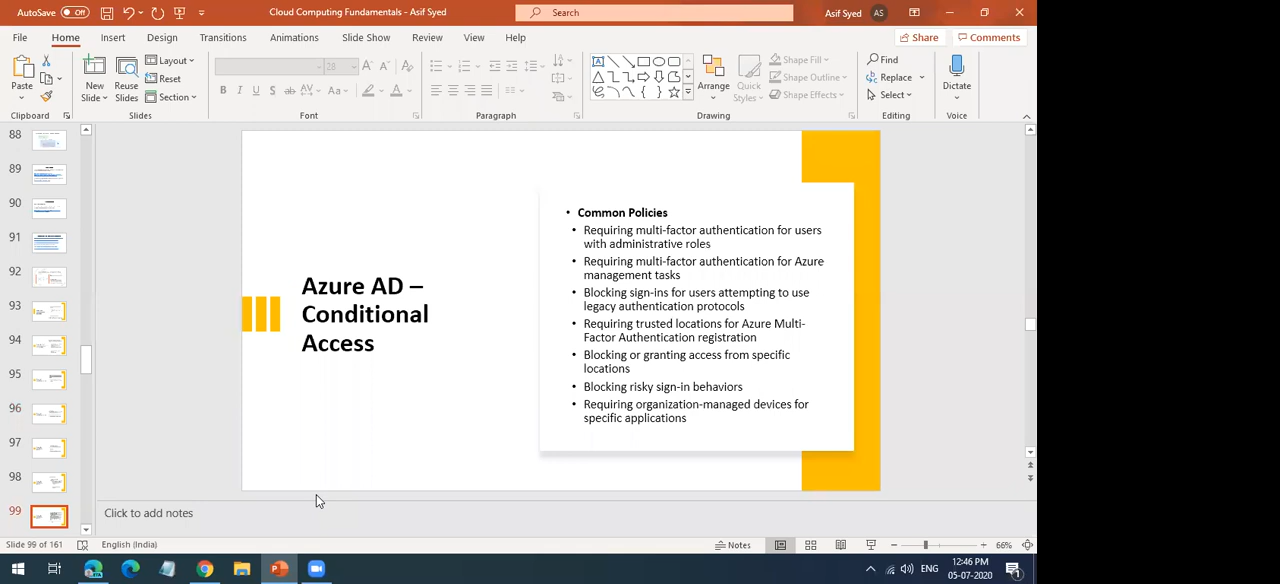 AutoSave Off
Cloud Computing Fundamentals - Asif Syed
Search
Asif Syed
AS
File
Home
Insert
Design
Transitions
Animations
Slide Show
Review
View
Help
Share
Comments
Paste
New
Slide
Reuse
Slides
Layout
Reset
Section
28
B I U S ab AV Aa A
Shape Fill
Shape Outline
Shape Effects
Arrange
Quick
Styles
Find
Replace
Select
Dictate
Clipboard
Slides
Font
Paragraph
Drawing
Editing
Voice
88
89
90
91
92
93
94
95
96
97
98
99
Azure AD –
Conditional
Access
• Common Policies
• Requiring multi-factor authentication for users
with administrative roles
• Requiring multi-factor authentication for Azure
management tasks
• Blocking sign-ins for users attempting to use
legacy authentication protocols
• Requiring trusted locations for Azure Multi-
Factor Authentication registration
• Blocking or granting access from specific
locations
• Blocking risky sign-in behaviors
• Requiring organization-managed devices for
specific applications
Click to add notes
Slide 99 of 161
English (India)
Notes
66%
ENG
12:46 PM
05-07-2020
1